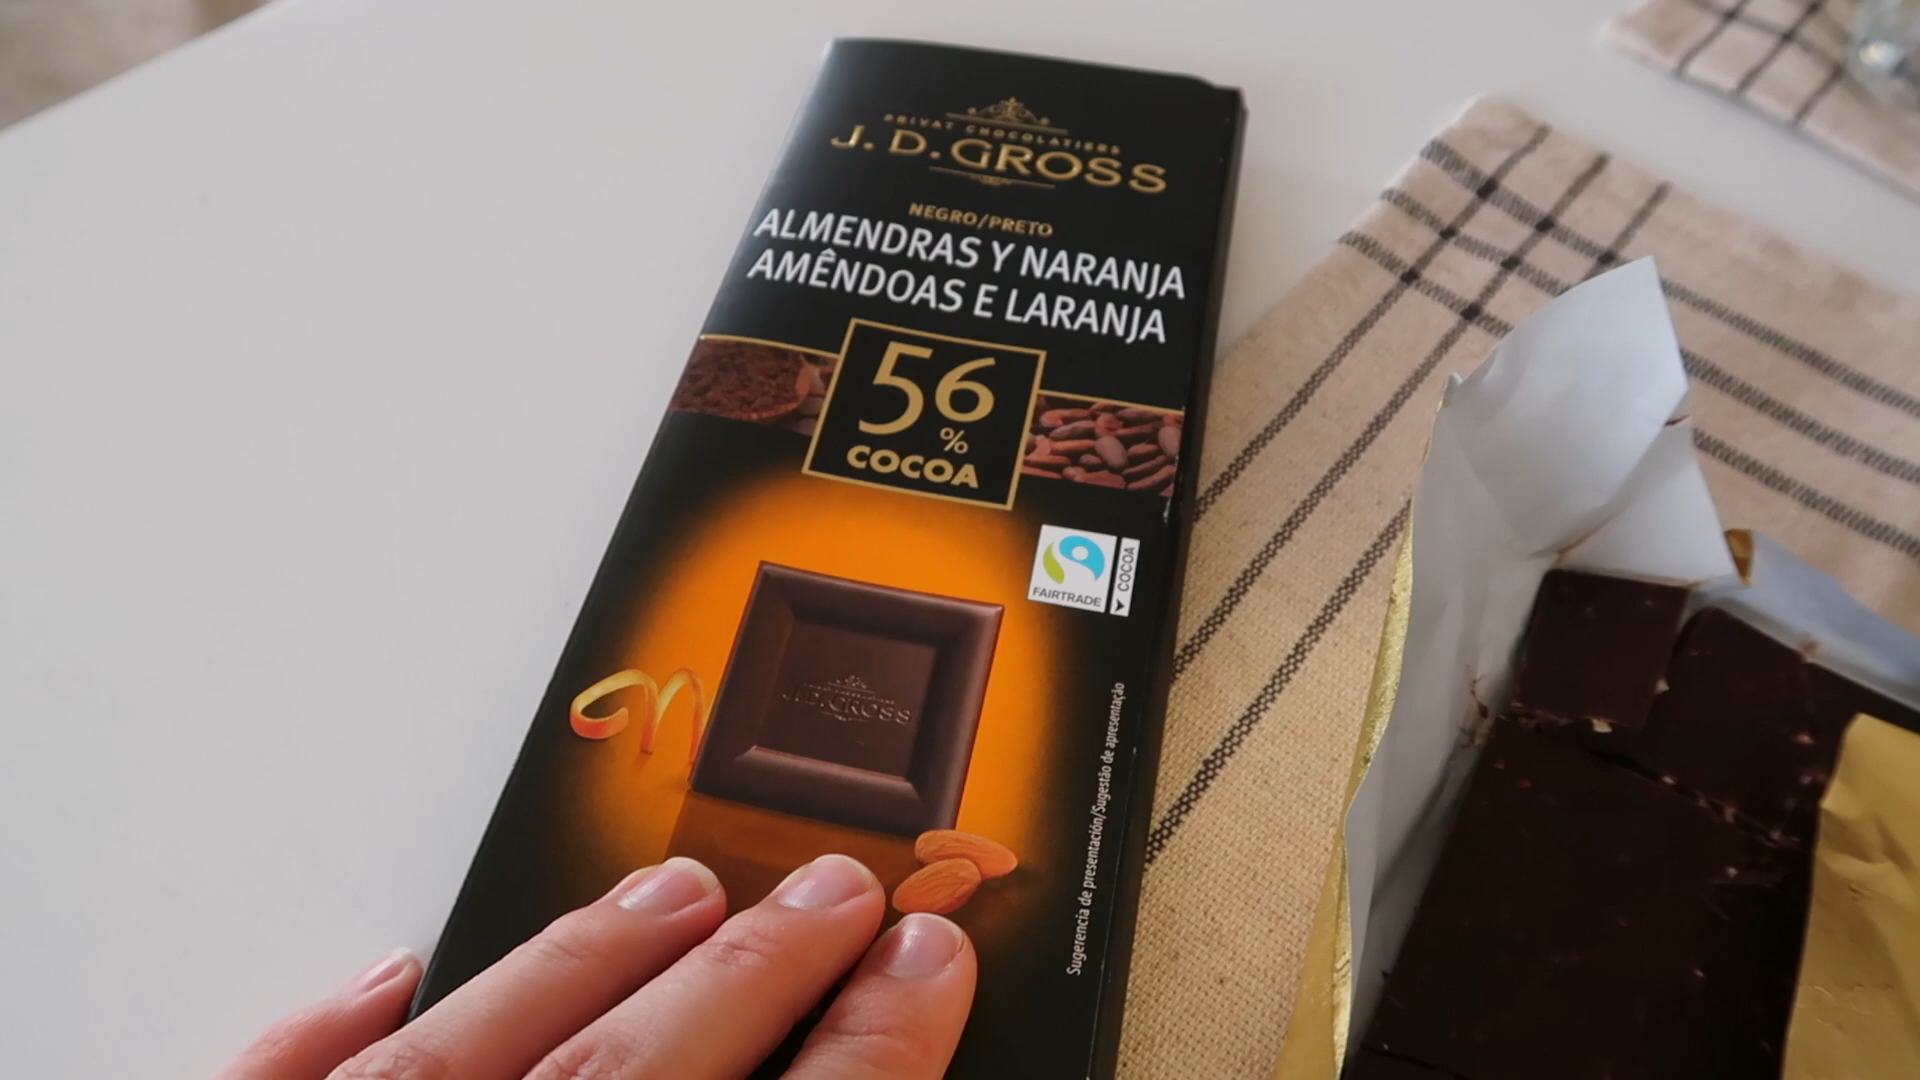 PRIVAT CHOCOLATIERS
J. D. GROSS
NEGRO/PRETO
ALMENDRAS Y NARANJA
AMÊNDOAS E LARANJA
56
%
COCOA
FAIRTRADE
COCOA
J. D. GROSS
Sugerencia de presentación/Sugestão de apresentação